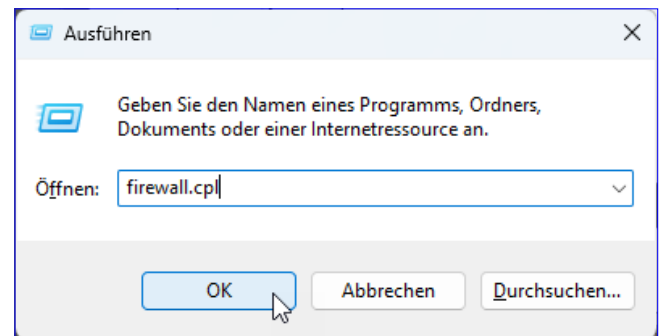 Ausführen
Geben Sie den Namen eines Programms, Ordners,
Dokuments oder einer Internetressource an.
Öffnen: firewall.cpl
OK Abbrechen Durchsuchen...